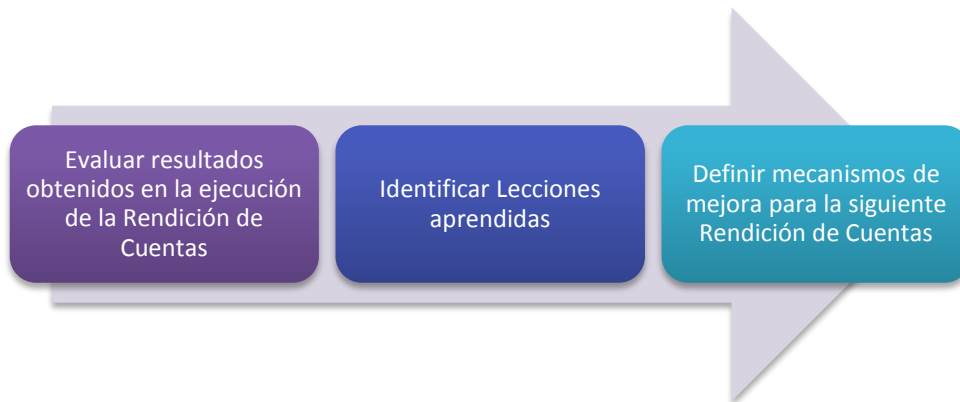 Evaluar resultados
obtenidos en la ejecución
de la Rendición de
Cuentas
Identificar Lecciones
aprendidas
Definir mecanismos de
mejora para la siguiente
Rendición de Cuentas